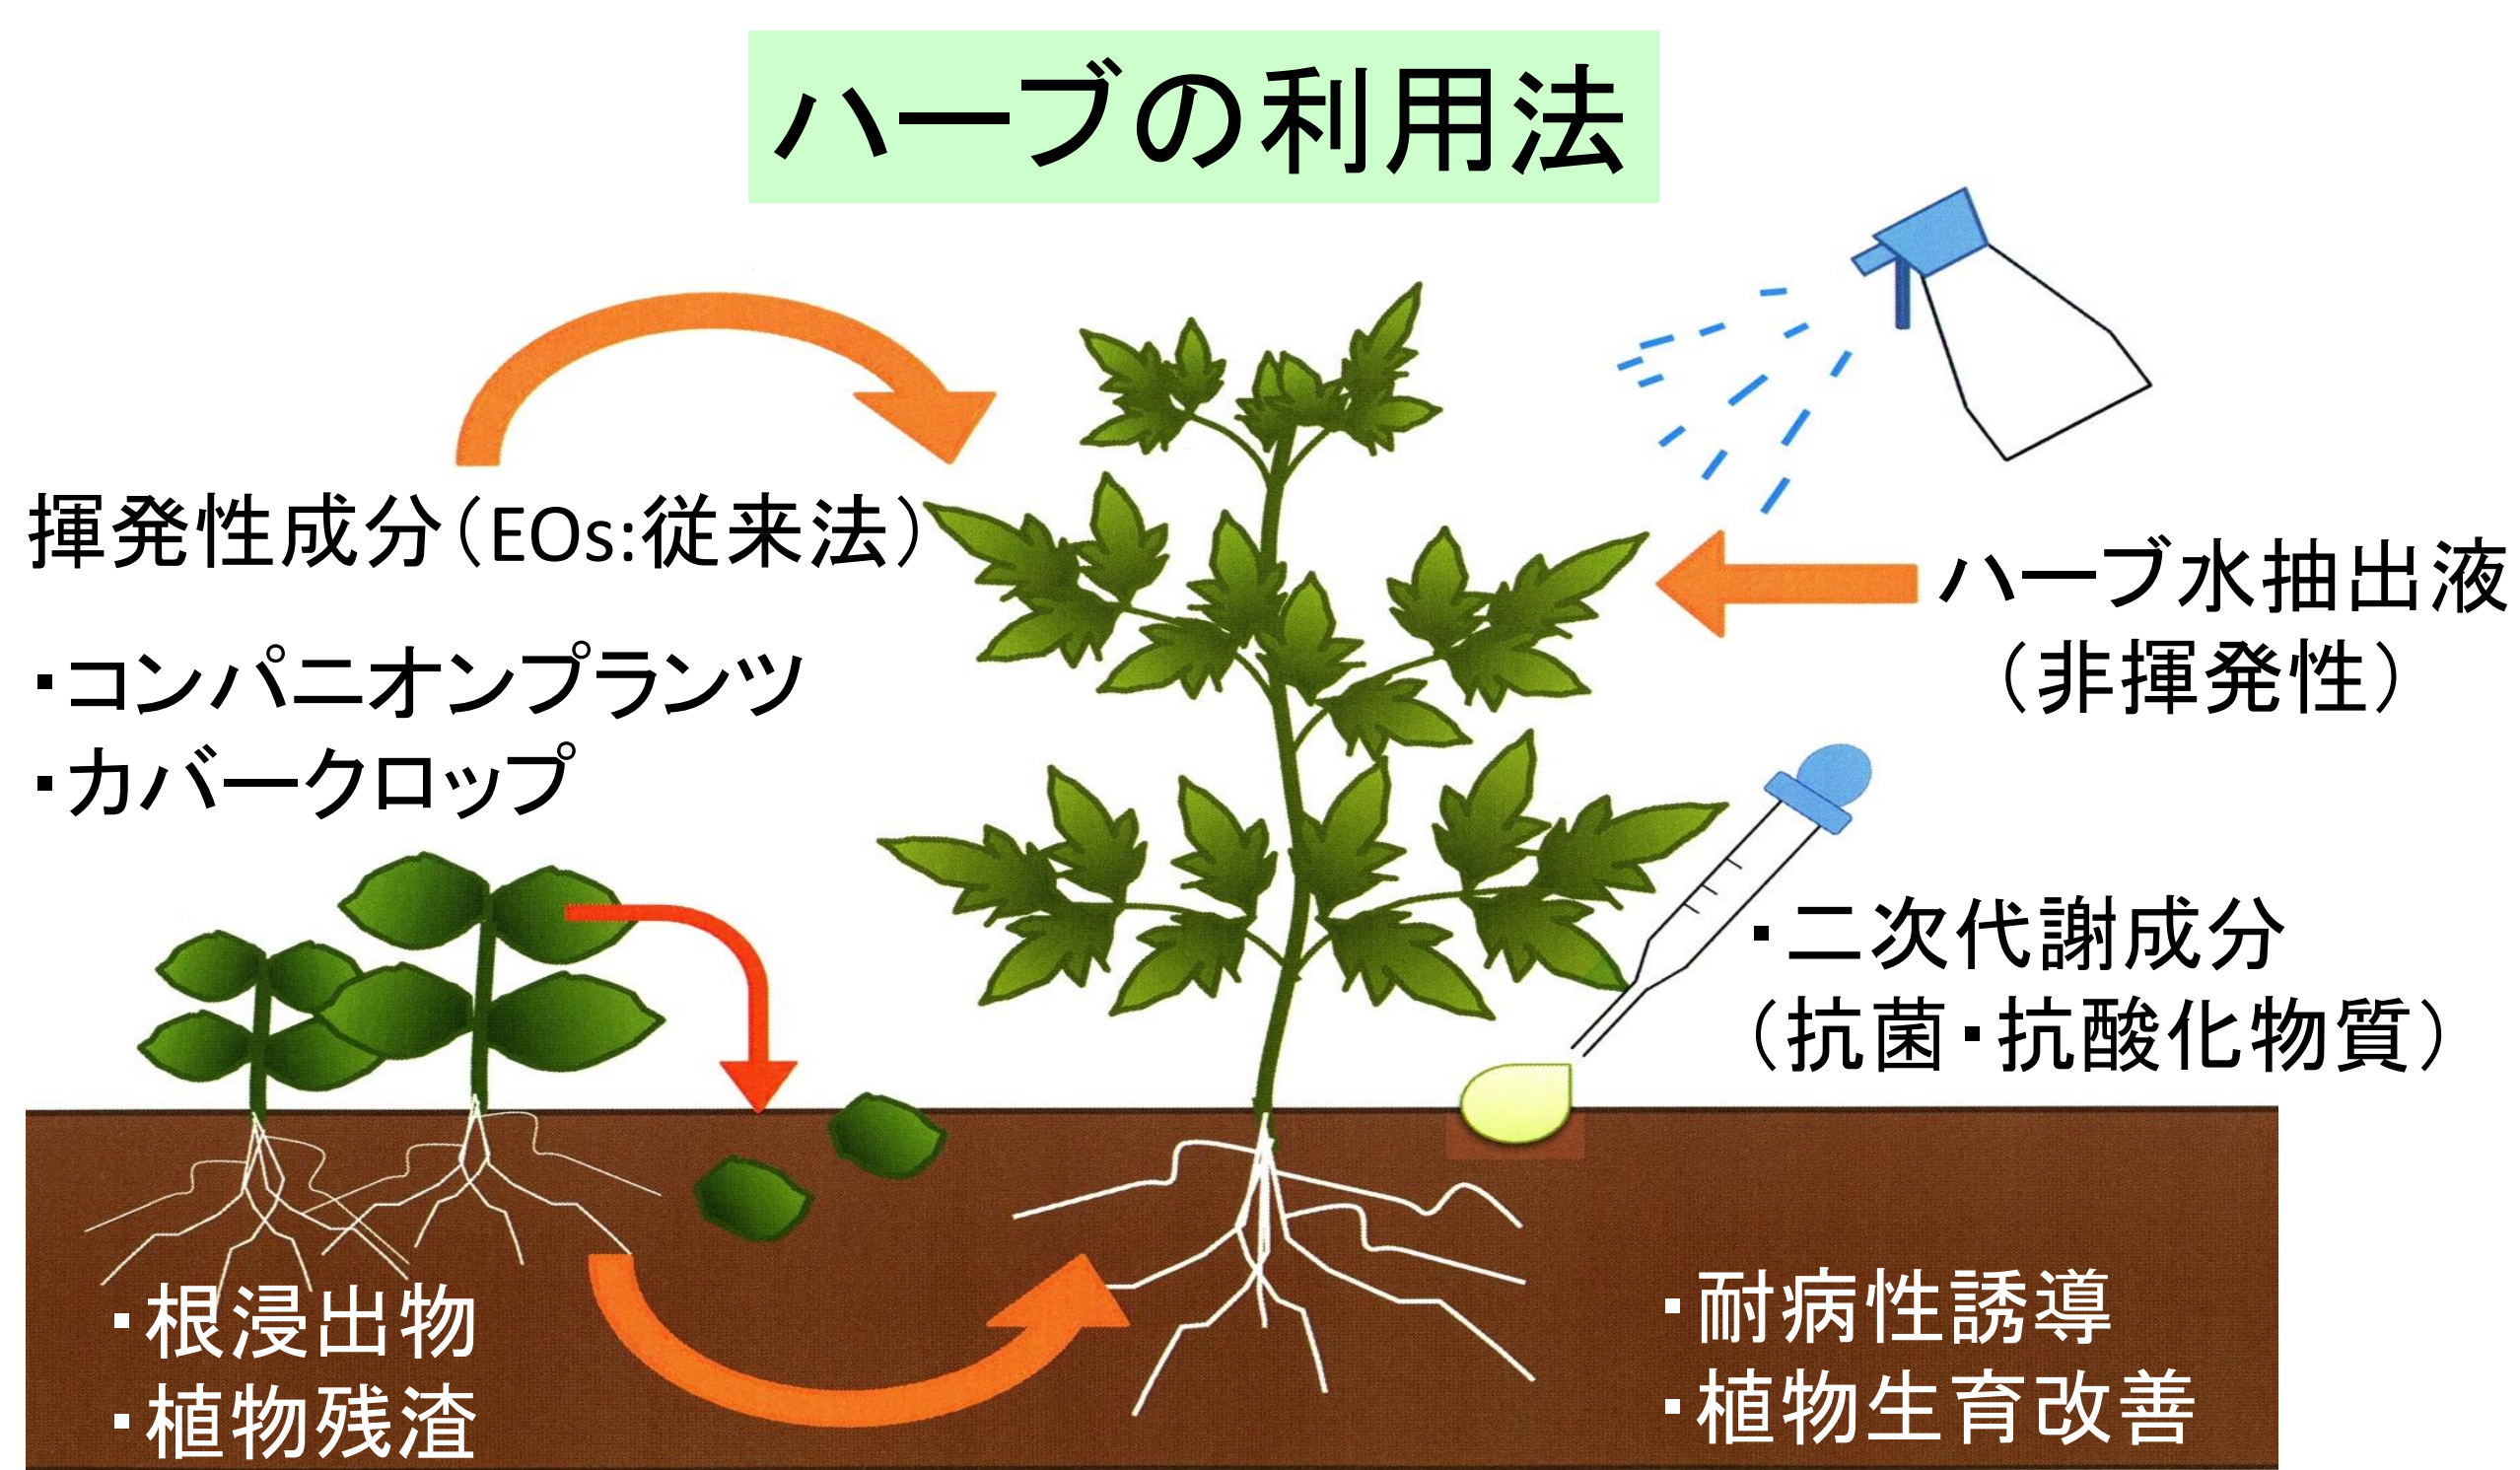 ハーブの利用法
揮発性成分（EOs:従来法）
・コンパニオンプランツ
・カバークロップ
ハーブ水抽出液
（非揮発性）
・二次代謝成分
（抗菌・抗酸化物質）
・根浸出物
・植物残渣
・耐病性誘導
・植物生育改善